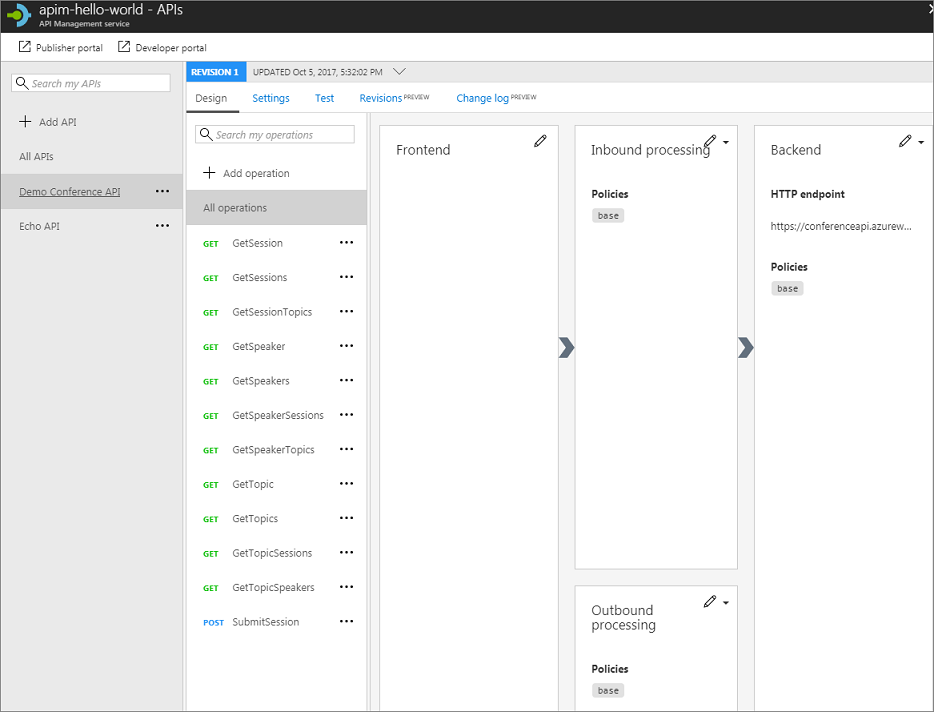 apim-hello-world - APIs
API Management service
Publisher portal
Developer portal
Search my APIs
Add API
All APIs
Demo Conference API
Echo API
REVISION 1
UPDATED Oct 5, 2017, 5:32:02 PM
Design
Settings
Test
Revisions PREVIEW
Change log PREVIEW
Search my operations
Add operation
All operations
GET GetSession
GET GetSessions
GET GetSessionTopics
GET GetSpeaker
GET GetSpeakers
GET GetSpeakerSessions
GET GetSpeakerTopics
GET GetTopic
GET GetTopics
GET GetTopicSessions
GET GetTopicSpeakers
POST SubmitSession
Frontend
Inbound processing
Policies
base
Outbound
processing
Policies
base
Backend
HTTP endpoint
https://conferenceapi.azurew...
Policies
base